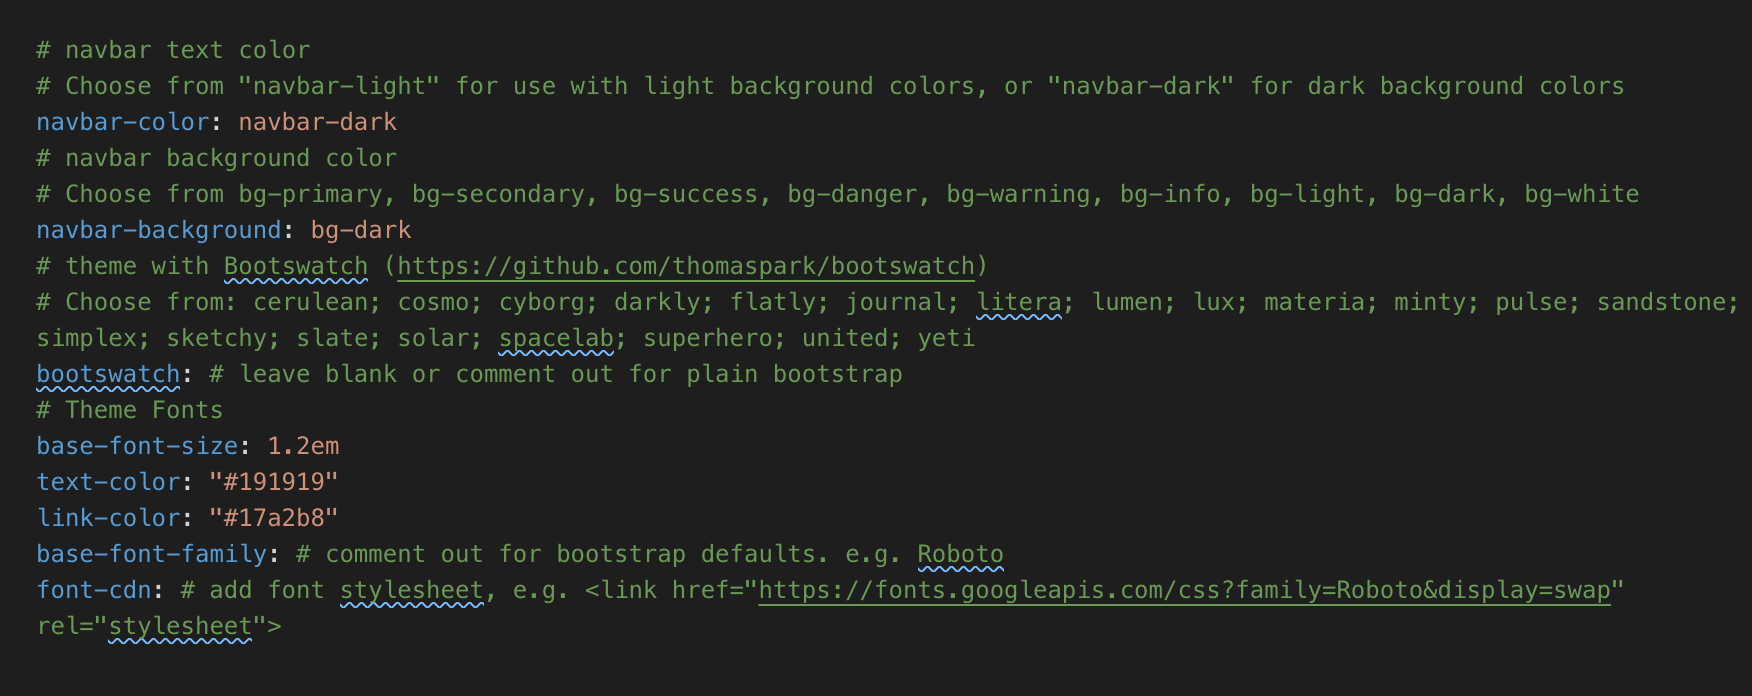 # navbar text color
# Choose from "navbar-light" for use with light background colors, or "navbar-dark" for dark background colors
navbar-color: navbar-dark
# navbar background color
# Choose from bg-primary, bg-secondary, bg-success, bg-danger, bg-warning, bg-info, bg-light, bg-dark, bg-white
navbar-background: bg-dark
# theme with Bootswatch (https://github.com/thomaspark/bootswatch)
# Choose from: cerulean; cosmo; cyborg; darkly; flatly; journal; litera; lumen; lux; materia; minty; pulse; sandstone;
simplex; sketchy; slate; solar; spacelab; superhero; united; yeti
bootswatch: # leave blank or comment out for plain bootstrap
# Theme Fonts
base-font-size: 1.2em
text-color: "#191919"
link-color: "#17a2b8"
base-font-family: # comment out for bootstrap defaults. e.g. Roboto
font-cdn: # add font stylesheet, e.g. <link href="https://fonts.googleapis.com/css?family=Roboto&display=swap"
rel="stylesheet">